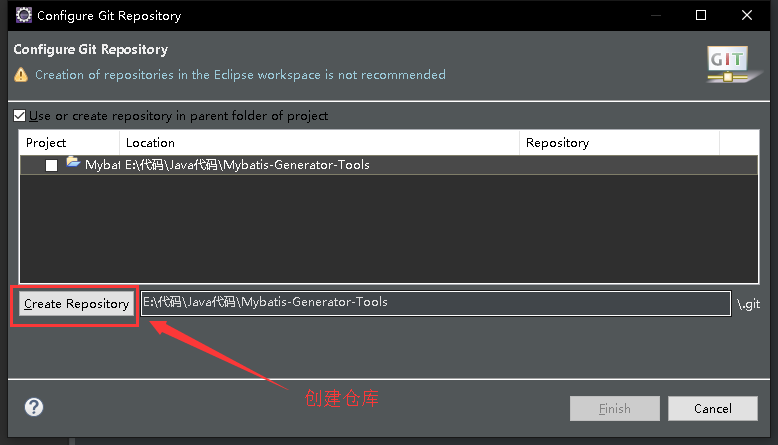 Configure Git Repository
Configure Git Repository
Creation of repositories in the Eclipse workspace is not recommended
GIT
Use or create repository in parent folder of project
Project Location Repository
Mybat E:\代码\Java代码\Mybatis-Generator-Tools
Create Repository E:\代码\Java代码\Mybatis-Generator-Tools \.git
创建仓库
? Finish Cancel